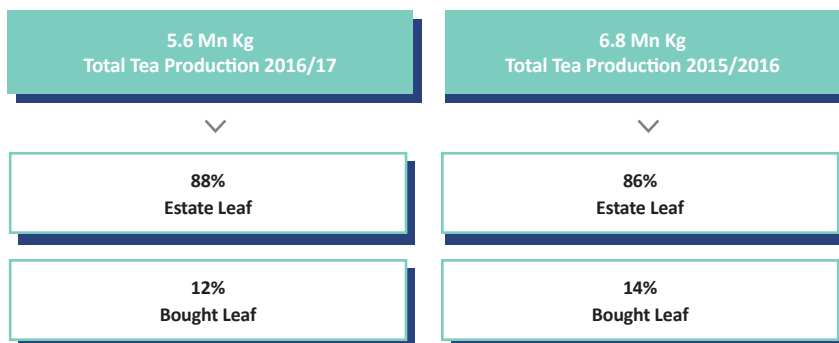 5.6 Mn Kg
Total Tea Production 2016/17
88%
Estate Leaf
12%
Bought Leaf
6.8 Mn Kg
Total Tea Production 2015/2016
86%
Estate Leaf
14%
Bought Leaf